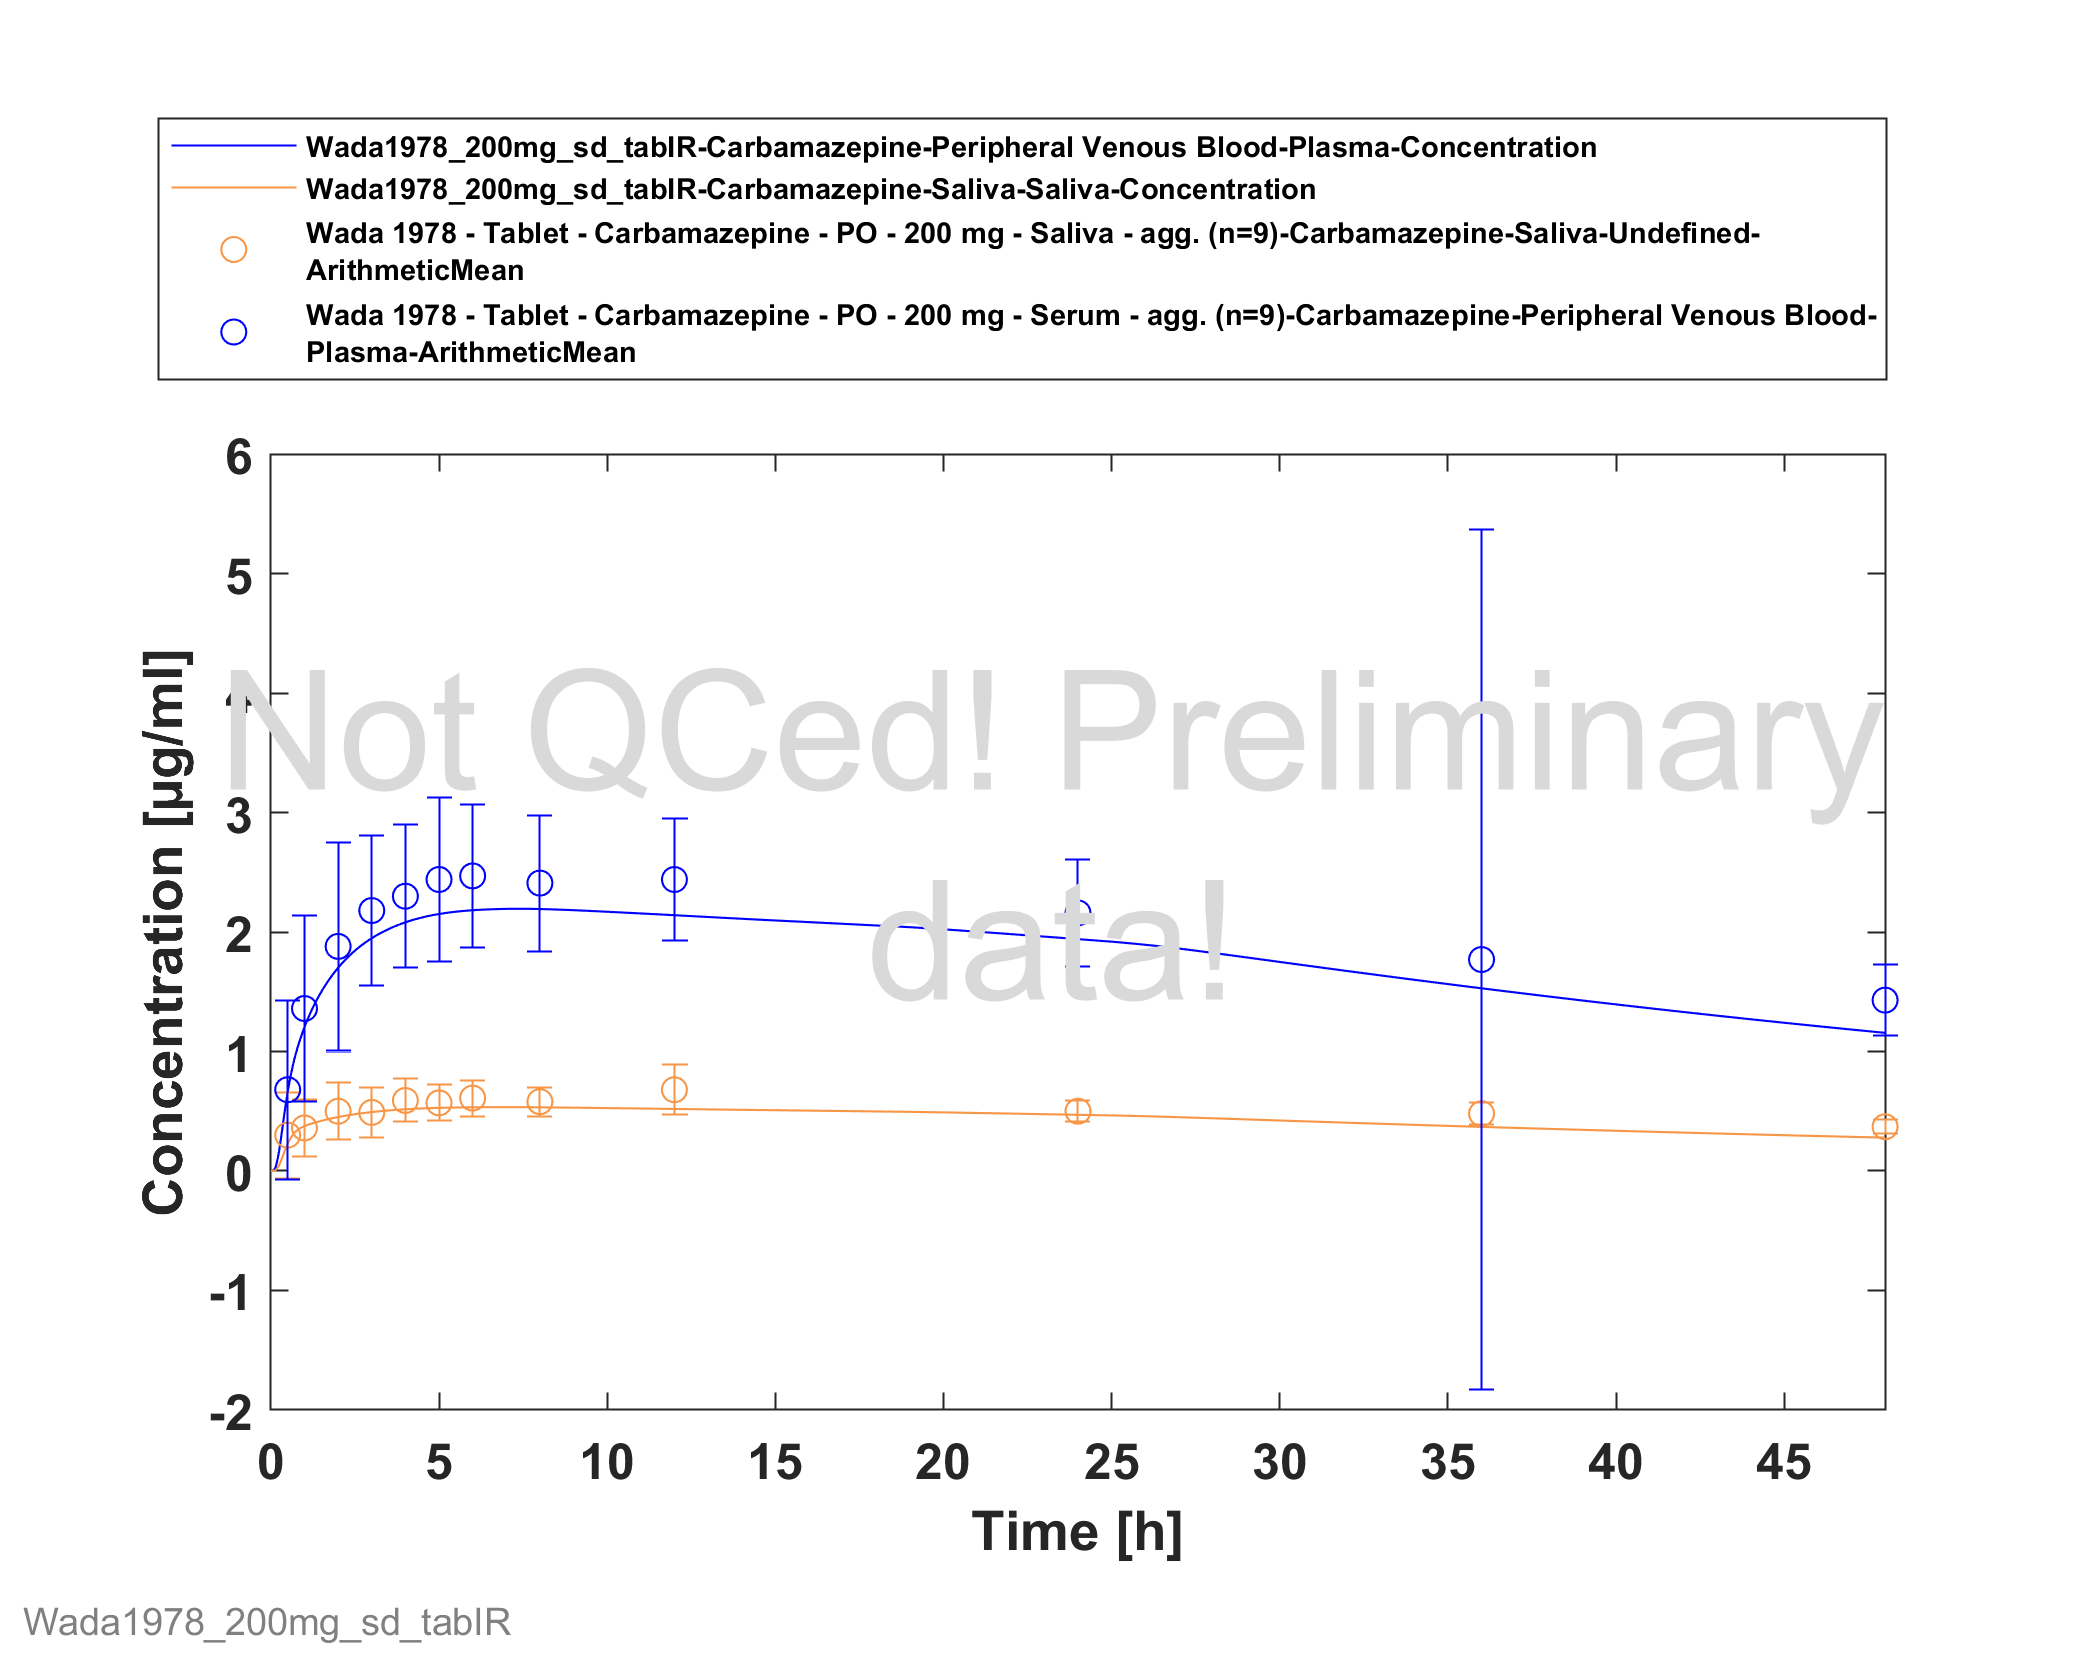 Wada1978_200mg_sd_tabIR-Carbamazepine-Peripheral Venous Blood-Plasma-Concentration
Wada1978_200mg_sd_tabIR-Carbamazepine-Saliva-Saliva-Concentration
Wada 1978 - Tablet - Carbamazepine - PO - 200 mg - Saliva - agg. (n=9)-Carbamazepine-Saliva-Undefined-
ArithmeticMean
Wada 1978 - Tablet - Carbamazepine - PO - 200 mg - Serum - agg. (n=9)-Carbamazepine-Peripheral Venous Blood-
Plasma-ArithmeticMean
Concentration [µg/ml]
6
5
4
3
2
1
0
-1
-2
Not QCed! Preliminary
data!
0 5 10 15 20 25 30 35 40 45
Time [h]
Wada1978_200mg_sd_tabIR